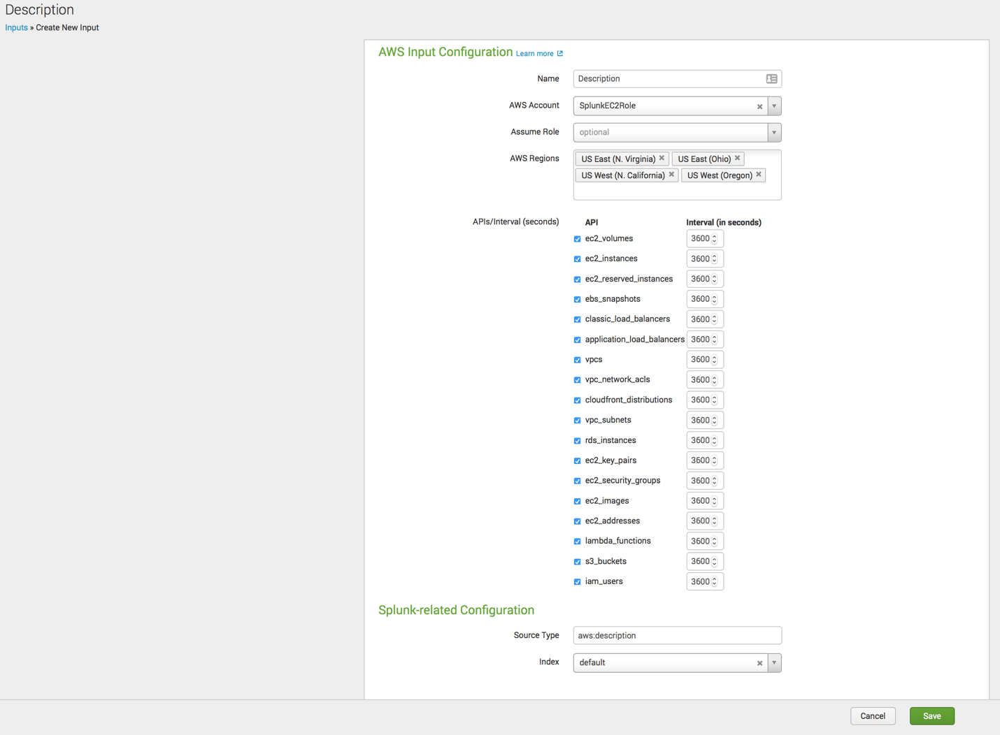 Description
Inputs » Create New Input
AWS Input Configuration Learn more
Name Description
AWS Account SplunkEC2Role
Assume Role optional
AWS Regions US East (N. Virginia) US East (Ohio)
US West (N. California) US West (Oregon)
APIs/Interval (seconds) API Interval (in seconds)
ec2_volumes 3600
ec2_instances 3600
ec2_reserved_instances 3600
ebs_snapshots 3600
classic_load_balancers 3600
application_load_balancers 3600
vpcs 3600
vpc_network_acls 3600
cloudfront_distributions 3600
vpc_subnets 3600
rds_instances 3600
ec2_key_pairs 3600
ec2_security_groups 3600
ec2_images 3600
ec2_addresses 3600
lambda_functions 3600
s3_buckets 3600
iam_users 3600
Splunk-related Configuration
Source Type aws:description
Index default
Cancel Save